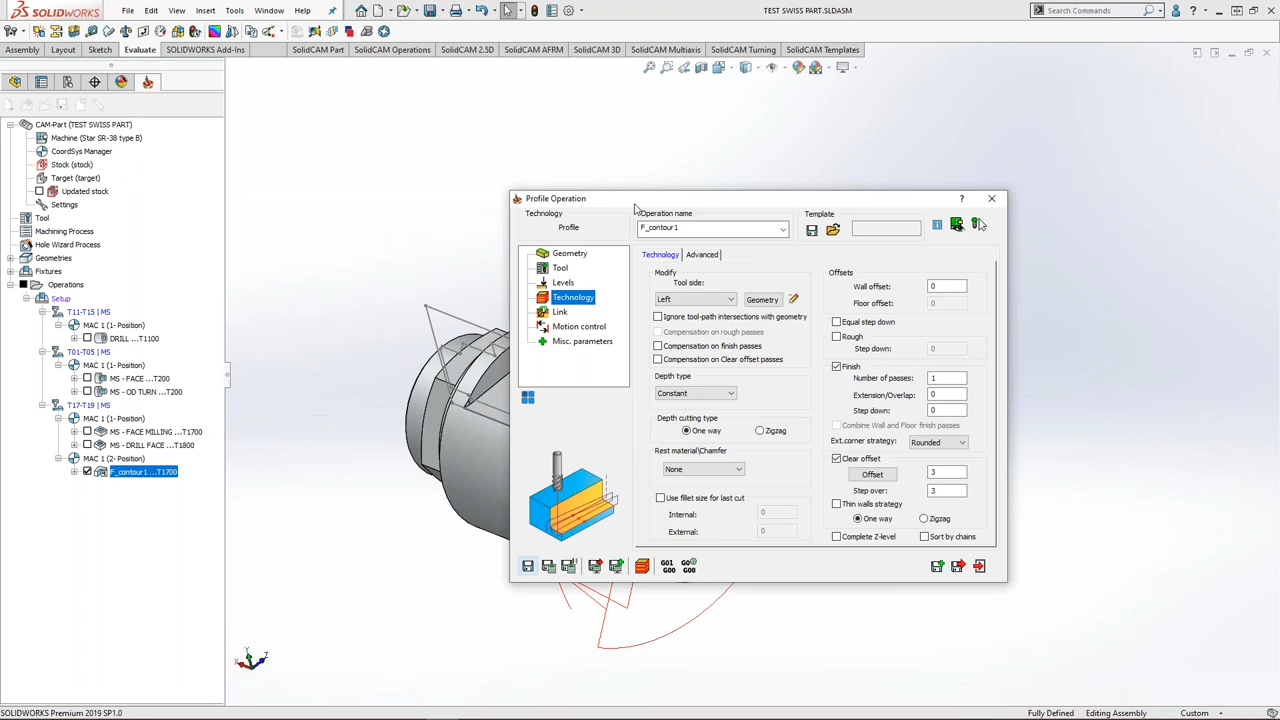 SOLIDWORKS File Edit View Insert Tools Window Help TEST SWISS PART.SLDASM Search Commands ?
Assembly Layout Sketch Evaluate SOLIDWORKS Add-Ins SolidCAM Part SolidCAM Operations SolidCAM 2.5D SolidCAM AFRM SolidCAM 3D SolidCAM Multiaxis SolidCAM Turning SolidCAM Templates
CAM-Part (TEST SWISS PART)
Machine (Star SR-38 type B)
CoordSys Manager
Stock (stock)
Target (target)
Updated stock
Settings
Tool
Machining Process
Hole Wizard Process
Geometries
Fixtures
Operations
Setup
T11-T15 | MS
MAC 1 (1- Position)
DRILL ...T1100
T01-T05 | MS
MAC 1 (1- Position)
MS - FACE ...T200
MS - OD TURN ...T200
T17-T19 | MS
MAC 1 (1- Position)
MS - FACE MILLING ...T1700
MS - DRILL FACE ...T1800
MAC 1 (2- Position)
F_contour1 ...T1700
Profile Operation ?
Technology
Profile
Operation name
F_contour1
Template
Geometry
Tool
Levels
Technology
Link
Motion control
Misc. parameters
Technology Advanced
Modify
Tool side:
Left Geometry
Ignore tool-path intersections with geometry
Compensation on rough passes
Compensation on finish passes
Compensation on Clear offset passes
Depth type
Constant
Depth cutting type
One way Zigzag
Rest material\Chamfer
None
Use fillet size for last cut
Internal: 0
External: 0
Offsets
Wall offset: 0
Floor offset: 0
Equal step down
Rough
Step down: 0
Finish
Number of passes: 1
Extension/Overlap: 0
Step down: 0
Combine Wall and Floor finish passes
Ext.corner strategy: Rounded
Clear offset
Offset 3
Step over: 3
Thin walls strategy
One way Zigzag
Complete Z-level Sort by chains
G01 G0
G00 G00
Y
X Z
SOLIDWORKS Premium 2019 SP1.0 Fully Defined Editing Assembly Custom